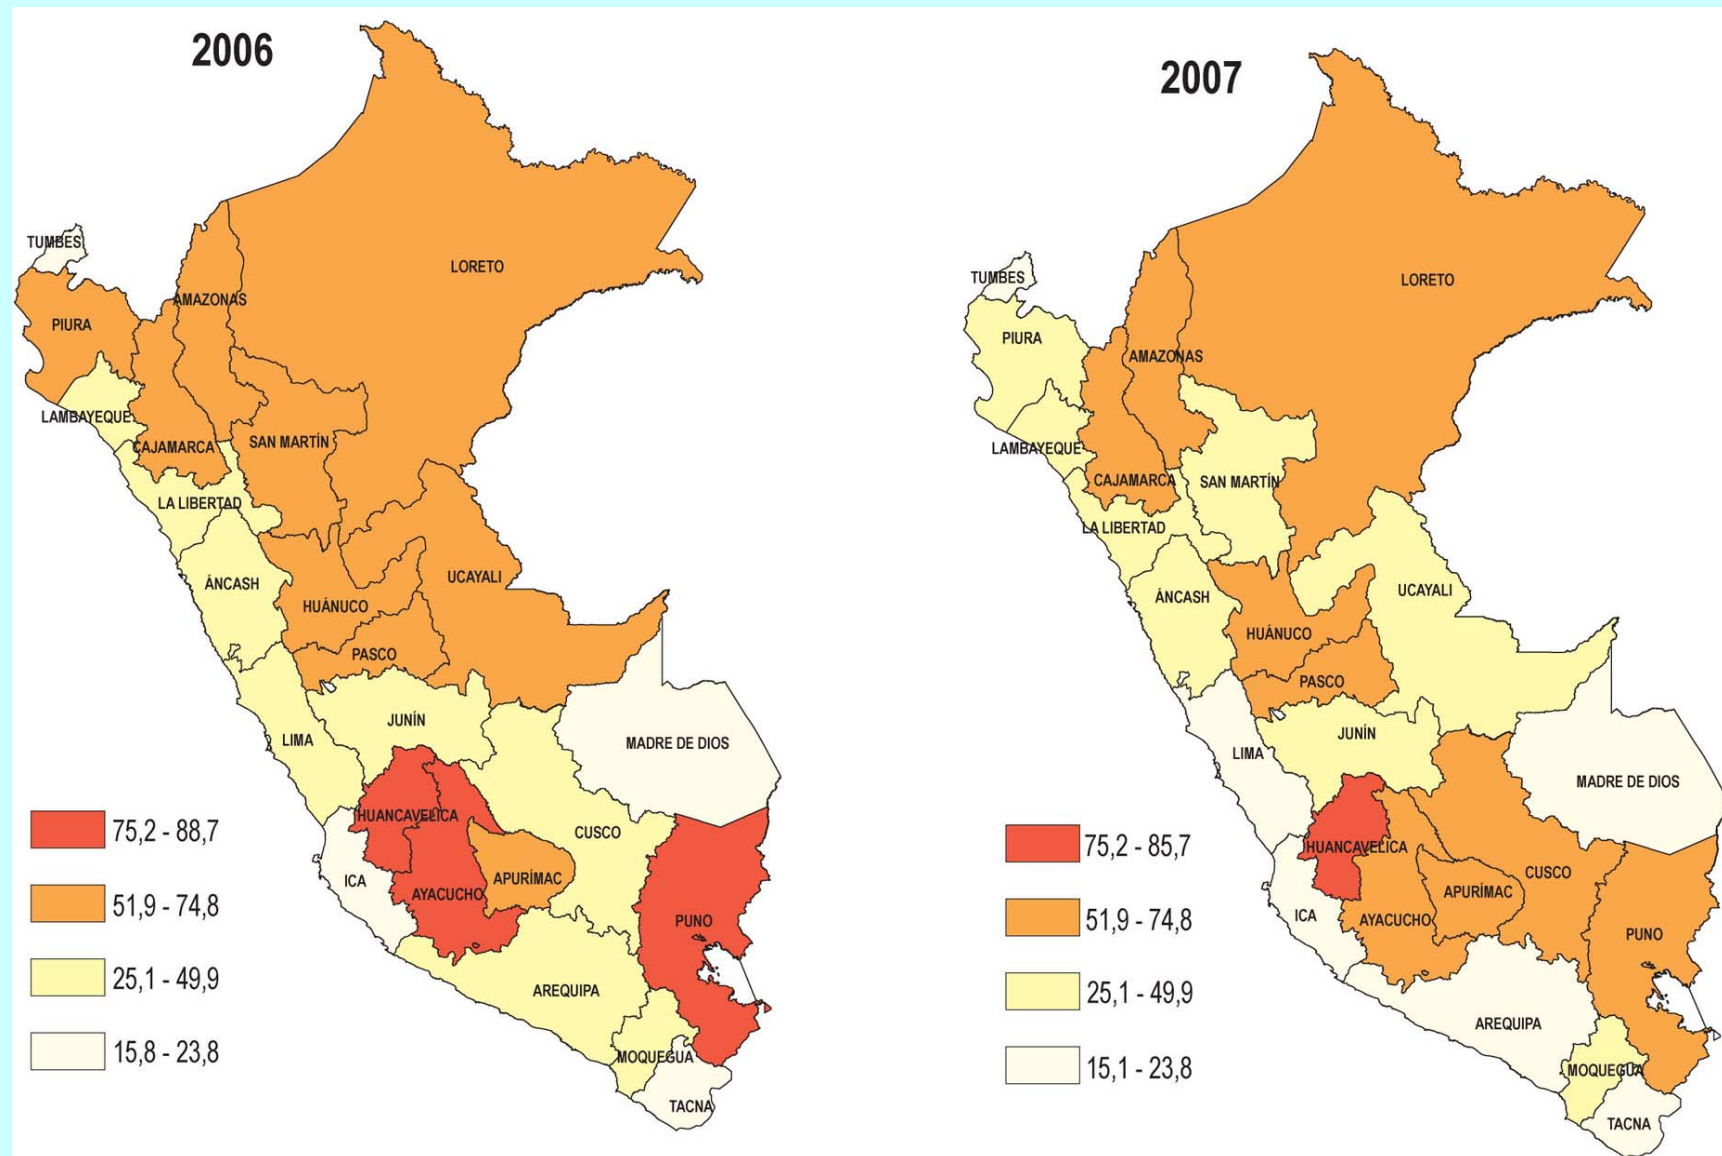 2006
TUMBES
LORETO
AMAZONAS
PIURA
LAMBAYEQUE
CAJAMARCA
SAN MARTÍN
LA LIBERTAD
ÁNCASH
UCAYALI
HUÁNUCO
PASCO
JUNÍN
LIMA
MADRE DE DIOS
HUANCAVELICA
CUSCO
ICA
AYACUCHO
APURÍMAC
PUNO
AREQUIPA
MOQUEGUA
TACNA
75,2 - 88,7
51,9 - 74,8
25,1 - 49,9
15,8 - 23,8
2007
TUMBES
LORETO
PIURA
AMAZONAS
LAMBAYEQUE
CAJAMARCA
SAN MARTÍN
LA LIBERTAD
ÁNCASH
UCAYALI
HUÁNUCO
PASCO
JUNÍN
LIMA
MADRE DE DIOS
HUANCAVELICA
CUSCO
APURÍMAC
ICA
AYACUCHO
PUNO
AREQUIPA
MOQUEGUA
TACNA
75,2 - 85,7
51,9 - 74,8
25,1 - 49,9
15,1 - 23,8